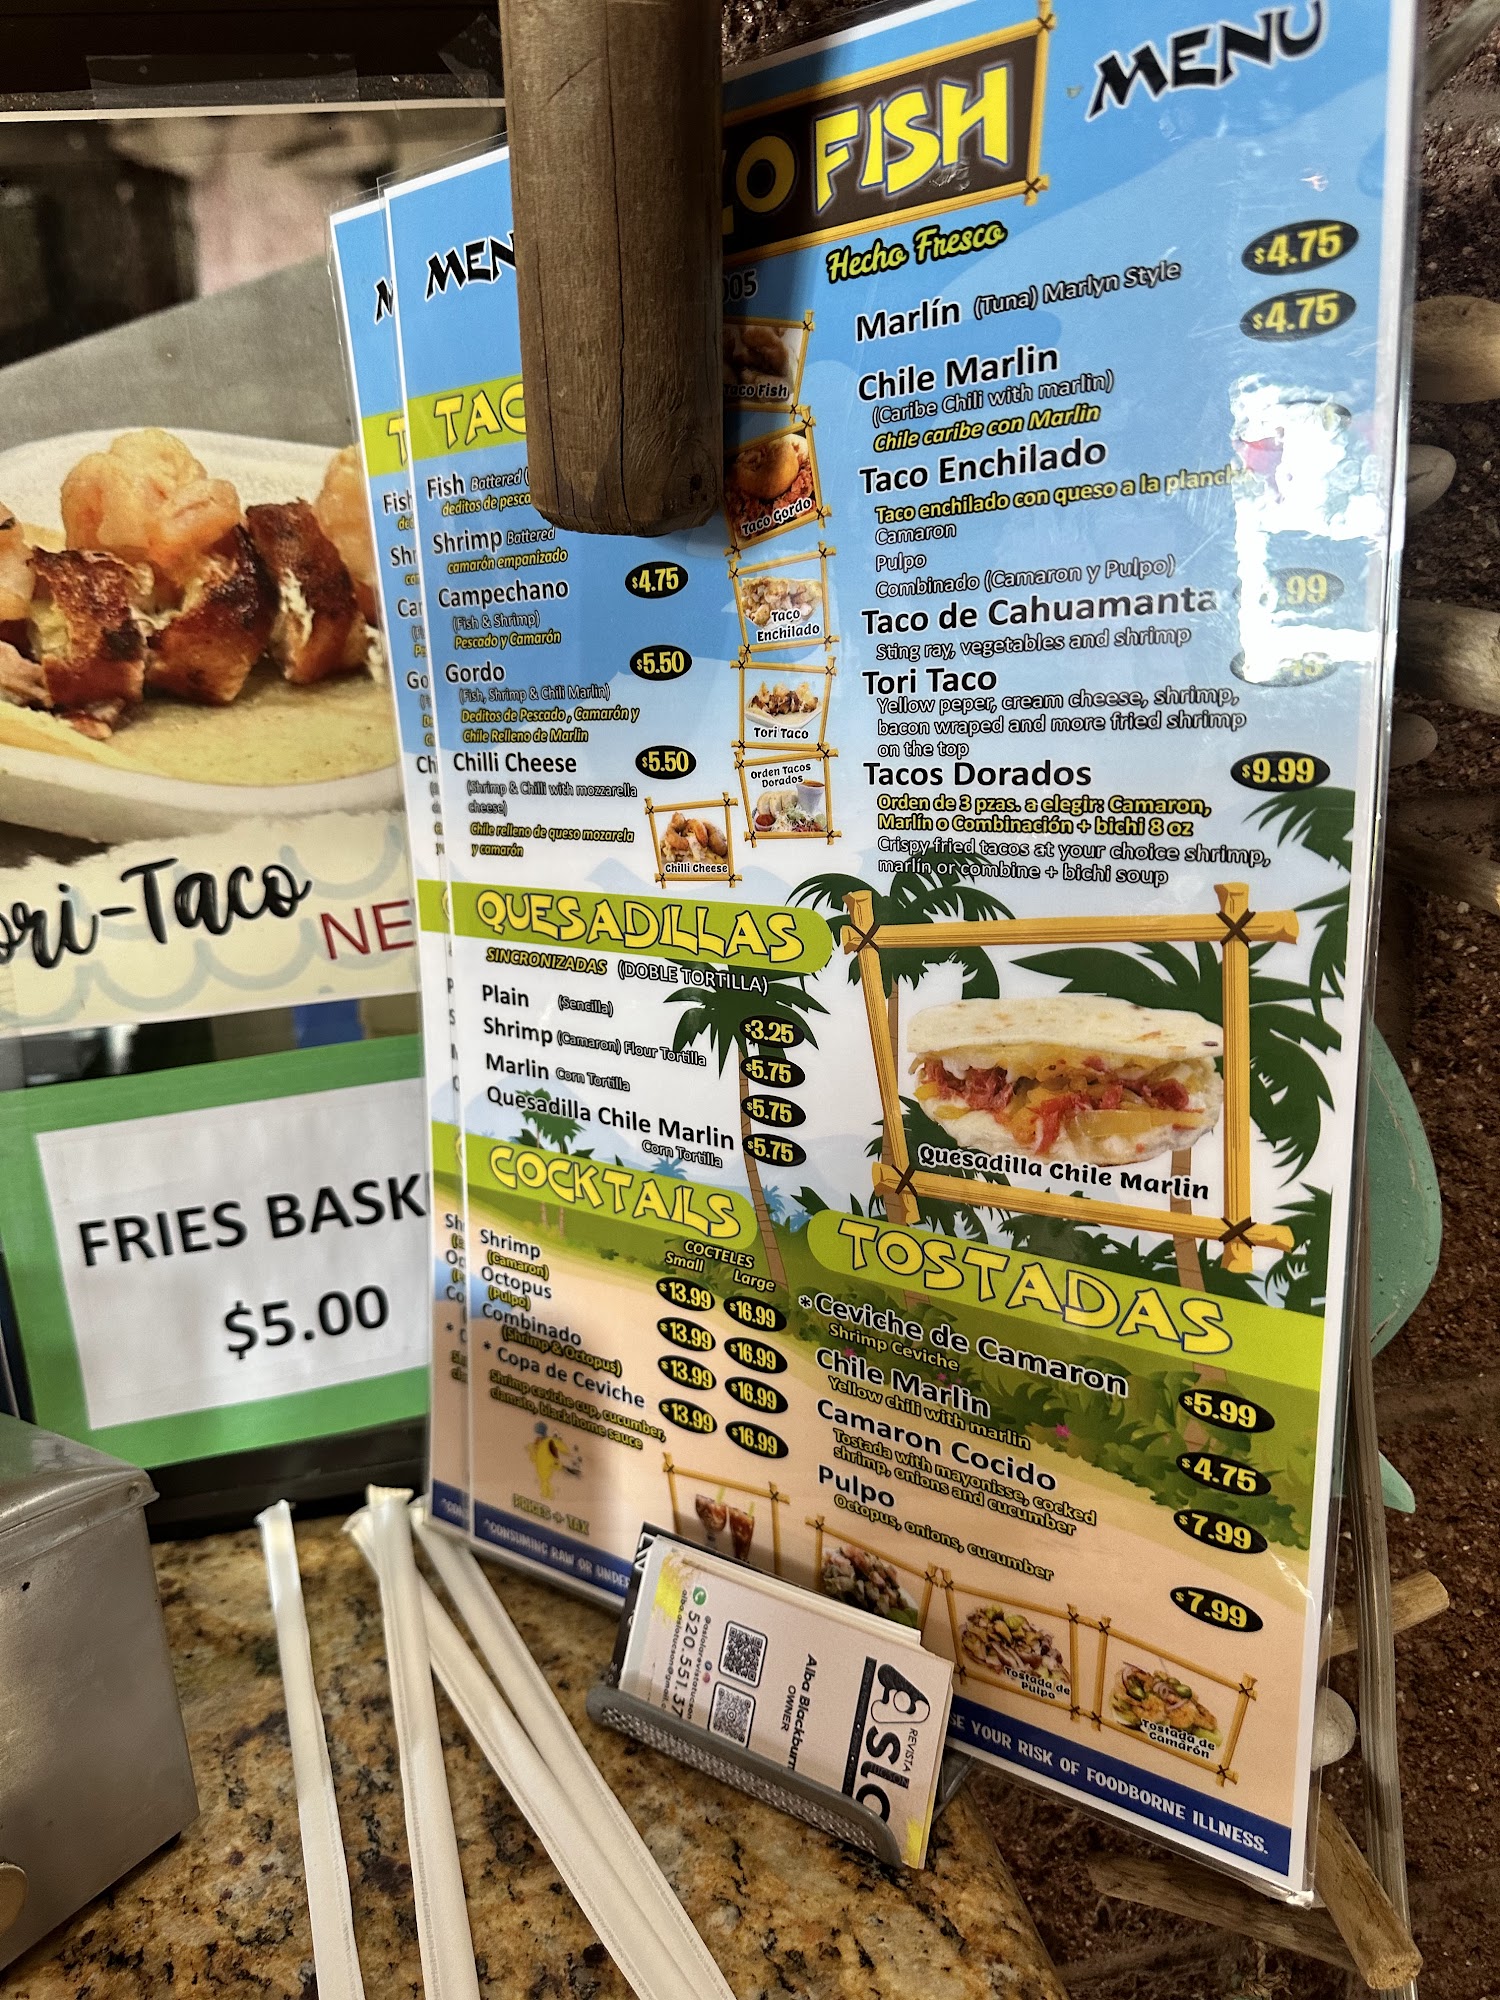 MENU
FISH
Hecho Fresco
Marlín (Tuna) Marlyn Style $4.75
Chile Marlin $4.75
(Caribe Chili with marlin)
Chile caribe con Marlin
Taco Enchilado
Taco enchilado con queso a la plancha
Camaron
Pulpo
Combinado (Camaron y Pulpo)
Taco de Cahuamanta .99
Sting ray, vegetables and shrimp
Tori Taco
Yellow peper, cream cheese, shrimp,
bacon wraped and more fried shrimp
on the top
Tacos Dorados $9.99
Orden de 3 pzas. a elegir: Camaron,
Marlín o Combinación + bichi 8 oz
Crispy fried tacos at your choice shrimp,
marlín or combine + bichi soup
Taco Gordo
Taco
Enchilado
Tori Taco
Orden Tacos
Dorados
Chilli Cheese
Fish Battered
Shrimp Battered
camarón empanizado
Campechano $4.75
(Fish & Shrimp)
Pescado y Camarón
Gordo $5.50
(Fish, Shrimp & Chili Marlin)
Deditos de Pescado, Camarón y
Chile Relleno de Marlin
Chilli Cheese $5.50
(Shrimp & Chilli with mozzarella
cheese)
Chile relleno de queso mozarela
y camarón
QUESADILLAS
SINCRONIZADAS (DOBLE TORTILLA)
Plain (Sencilla) $3.25
Shrimp (Camaron) Flour Tortilla $5.75
Marlin Corn Tortilla $5.75
Quesadilla Chile Marlin $5.75
Corn Tortilla
Quesadilla Chile Marlin
COCKTAILS
COCTELES
Small Large
Shrimp $13.99 $16.99
(Camaron)
Octopus $13.99 $16.99
(Pulpo)
Combinado $13.99 $16.99
(Shrimp & Octopus)
* Copa de Ceviche $13.99 $16.99
Shrimp ceviche cup, cucumber,
clamato, black home sauce
PRICES + TAX
TOSTADAS
*Ceviche de Camaron $5.99
Shrimp Ceviche
Chile Marlin $4.75
Yellow chili with marlin
Camaron Cocido $7.99
Tostada with mayonisse, cocked
shrimp, onions and cucumber
Pulpo $7.99
Octopus, onions, cucumber
Tostada de
Pulpo
Tostada de
Camarón
*CONSUMING RAW OR UNDER
YOUR RISK OF FOODBORNE ILLNESS.
Taco
FRIES BASK
$5.00
REVISTA
Asla
TUCSON
Alba Blackburn
OWNER
@aslarevistatucson
520.551.37